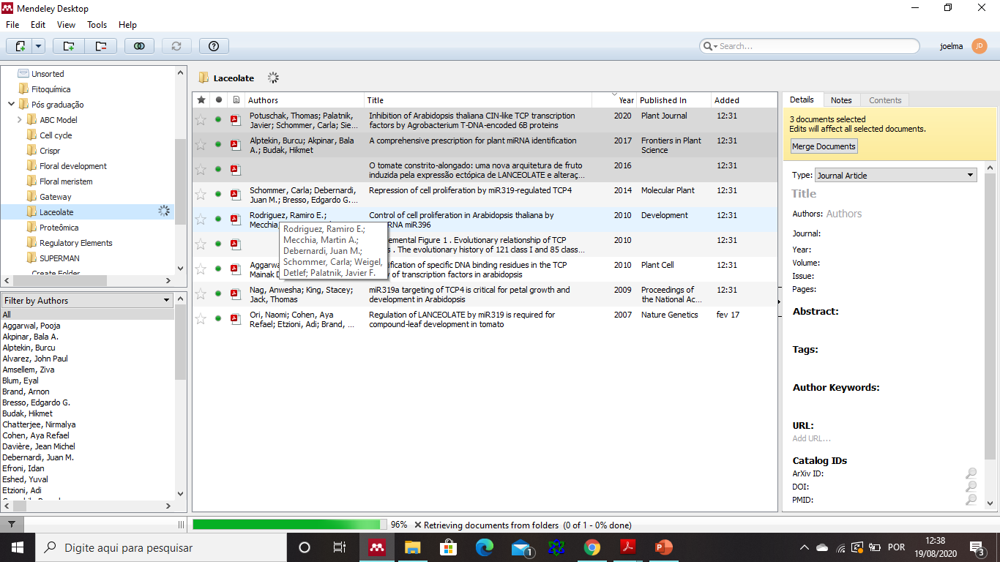 Mendeley Desktop
File Edit View Tools Help
Search...
joelma
JD
Unsorted
Fitoquímica
Pós graduação
ABC Model
Cell cycle
Crispr
Floral development
Floral meristem
Gateway
Laceolate
Proteômica
Regulatory Elements
SUPERMAN
Create Folder
Filter by Authors
All
Aggarwal, Pooja
Akpinar, Bala A.
Alptekin, Burcu
Alvarez, John Paul
Amsellem, Ziva
Blum, Eyal
Brand, Arnon
Bresso, Edgardo G.
Budak, Hikmet
Chatterjee, Nirmalya
Cohen, Aya Refael
Davière, Jean Michel
Debernardi, Juan M.
Efroni, Idan
Eshed, Yuval
Etzioni, Adi
Laceolate
Authors Title Year Published In Added
Potuschak, Thomas; Palatnik, Inhibition of Arabidopsis thaliana CIN-like TCP transcription 2020 Plant Journal 12:31
Javier; Schommer, Carla; Sie... factors by Agrobacterium T-DNA-encoded 6B proteins
Alptekin, Burcu; Akpinar, Bala A comprehensive prescription for plant miRNA identification 2017 Frontiers in Plant 12:31
A.; Budak, Hikmet Science
O tomate constrito-alongado: uma nova arquitetura de fruto 2016 12:31
induzida pela expressão ectópica de LANCEOLATE e alteraç...
Schommer, Carla; Debernardi, Repression of cell proliferation by miR319-regulated TCP4 2014 Molecular Plant 12:31
Juan M.; Bresso, Edgardo G....
Rodriguez, Ramiro E.; Control of cell proliferation in Arabidopsis thaliana by 2010 Development 12:31
Mecchia, RNA miR396
Rodriguez, Ramiro E.;
Mecchia, Martin A.;
Debernardi, Juan M.;
Schommer, Carla; Weigel,
Detlef; Palatnik, Javier F.
emental Figure 1 . Evolutionary relationship of TCP 2010 12:31
s . The evolutionary history of 121 class I and 85 class...
Aggarwa fication of specific DNA binding residues in the TCP 2010 Plant Cell 12:31
Mainak D y of transcription factors in arabidopsis
Nag, Anwesha; King, Stacey; miR319a targeting of TCP4 is critical for petal growth and 2009 Proceedings of 12:31
Jack, Thomas development in Arabidopsis the National Ac...
Ori, Naomi; Cohen, Aya Regulation of LANCEOLATE by miR319 is required for 2007 Nature Genetics fev 17
Refael; Etzioni, Adi; Brand, ... compound-leaf development in tomato
Details Notes Contents
3 documents selected
Edits will affect all selected documents.
Merge Documents
Type: Journal Article
Title
Authors: Authors
Journal:
Year:
Volume:
Issue:
Pages:
Abstract:
Tags:
Author Keywords:
URL:
Add URL...
Catalog IDs
ArXiv ID:
DOI:
PMID:
96% Retrieving documents from folders (0 of 1 - 0% done)
Digite aqui para pesquisar
1
POR
12:38
19/08/2020
3